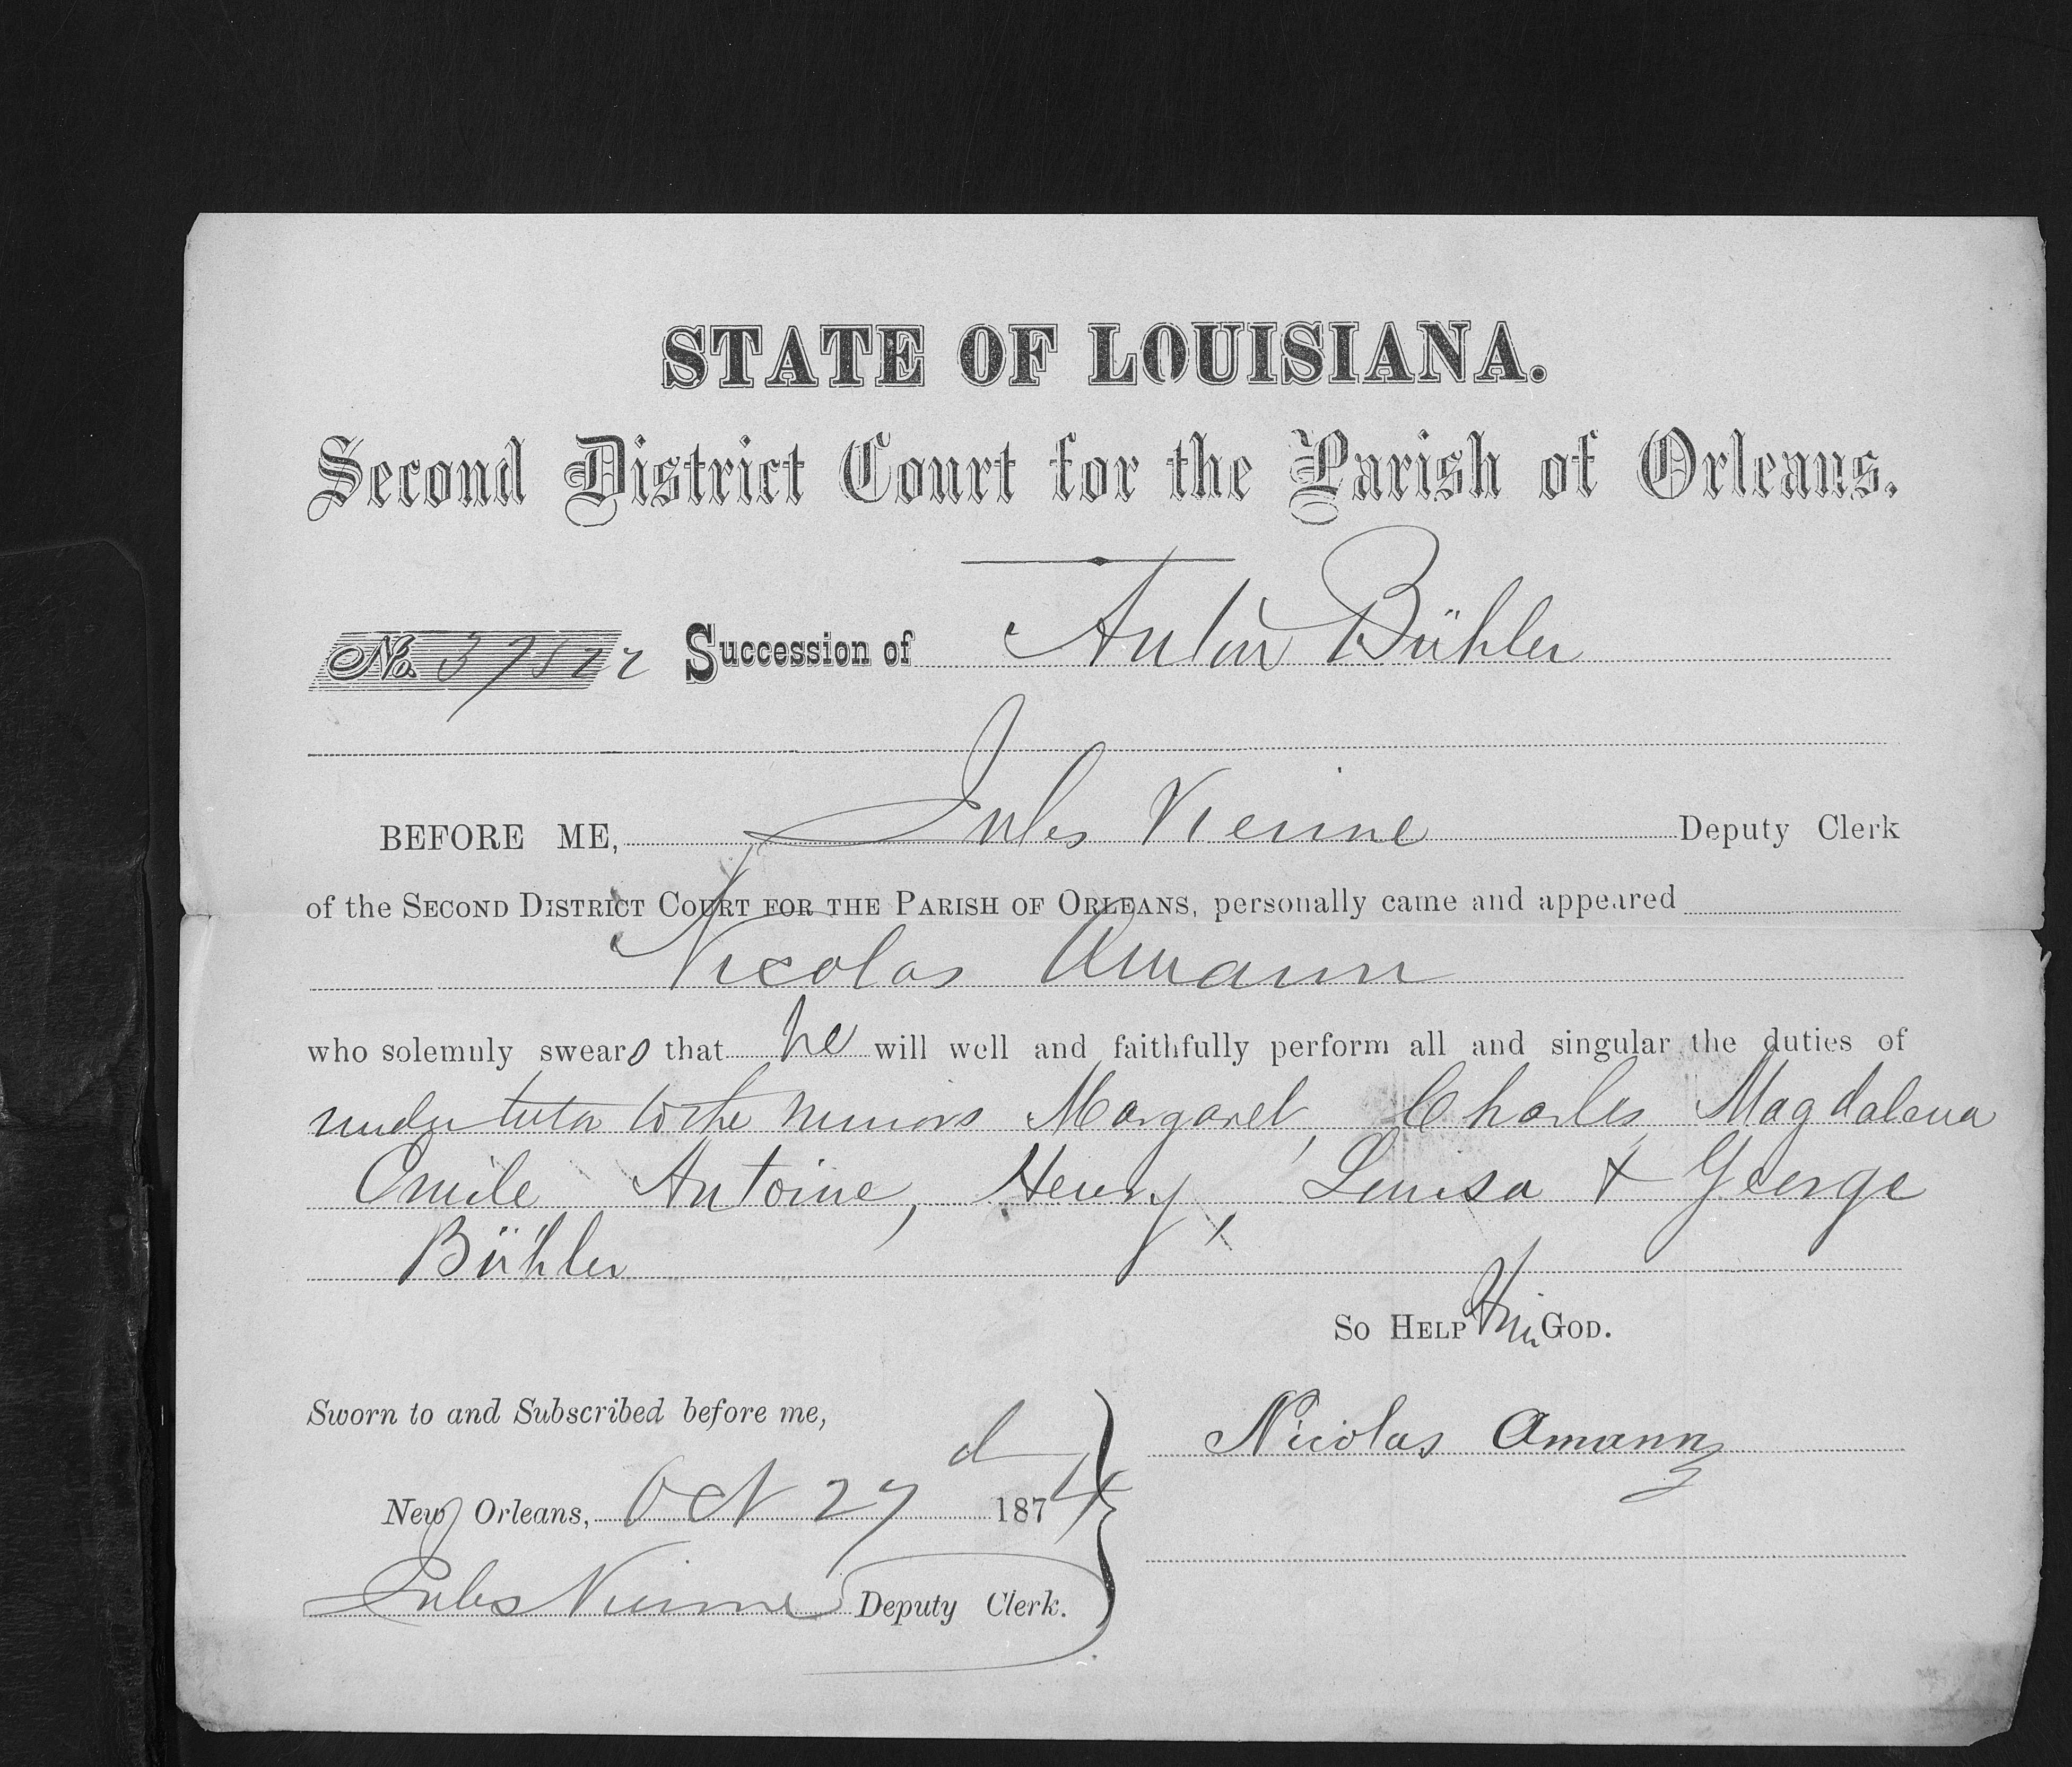 STATE OF LOUISIANA.
Second District Court for the Parish of Orleans.
No. 37522 Succession of Anton Bühler
BEFORE ME, Jules Vienne Deputy Clerk
of the SECOND DISTRICT COURT FOR THE PARISH OF ORLEANS, personally came and appeared
Nicolas Amann
who solemnly swears that he will well and faithfully perform all and singular the duties of
under tutor to the minors Margaret, Charles, Magdalena
Emile Antoine, Henry, Louisa + George
Bühler
SO HELP Him GOD.
Sworn to and Subscribed before me,
Nicolas Amann
New Orleans, Oct 27 d 1874
Jules Vienne Deputy Clerk.